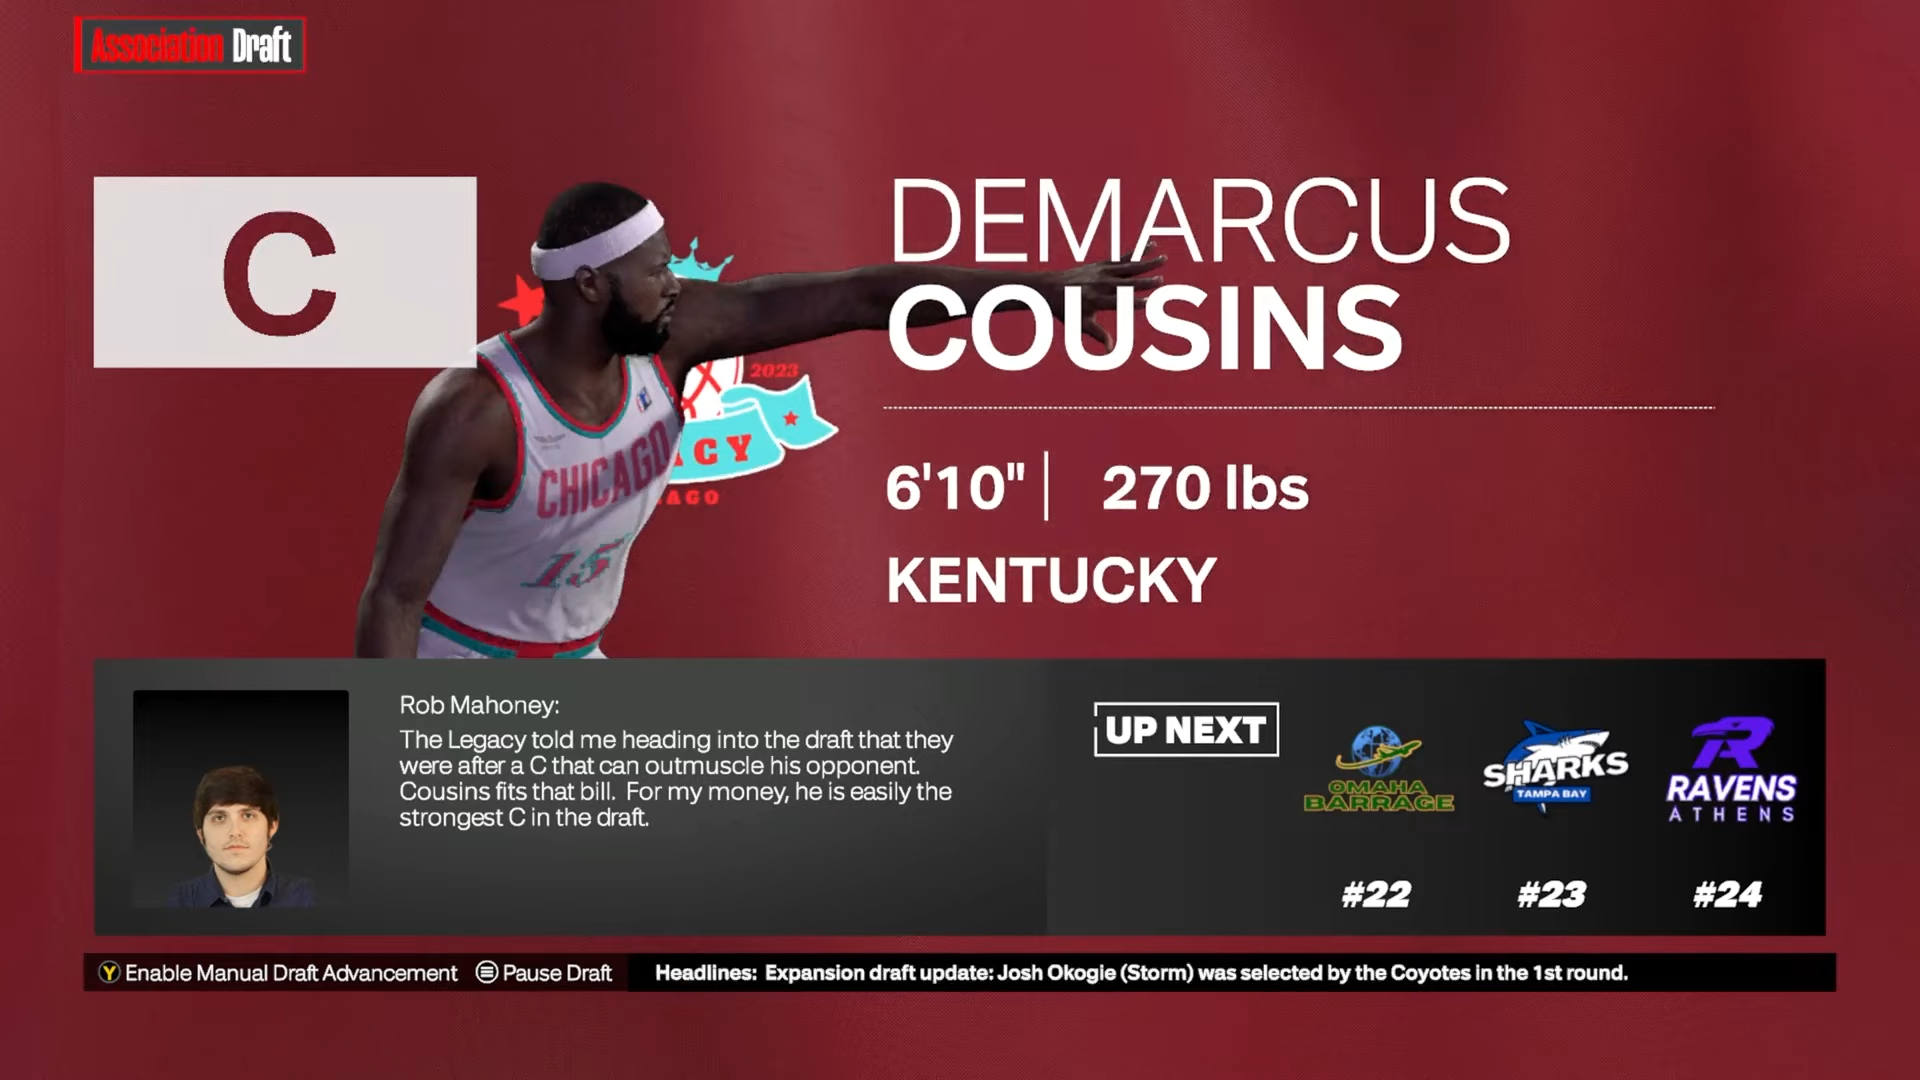 Association Draft
C
DEMARCUS
COUSINS
2023
ACY
AGO
CHICAGO
15
6'10" 270 lbs
KENTUCKY
Rob Mahoney:
The Legacy told me heading into the draft that they
were after a C that can outmuscle his opponent.
Cousins fits that bill. For my money, he is easily the
strongest C in the draft.
UP NEXT
OMAHA
BARRAGE
#22
SHARKS
TAMPA BAY
#23
RAVENS
ATHENS
#24
Y Enable Manual Draft Advancement Pause Draft
Headlines: Expansion draft update: Josh Okogie (Storm) was selected by the Coyotes in the 1st round.